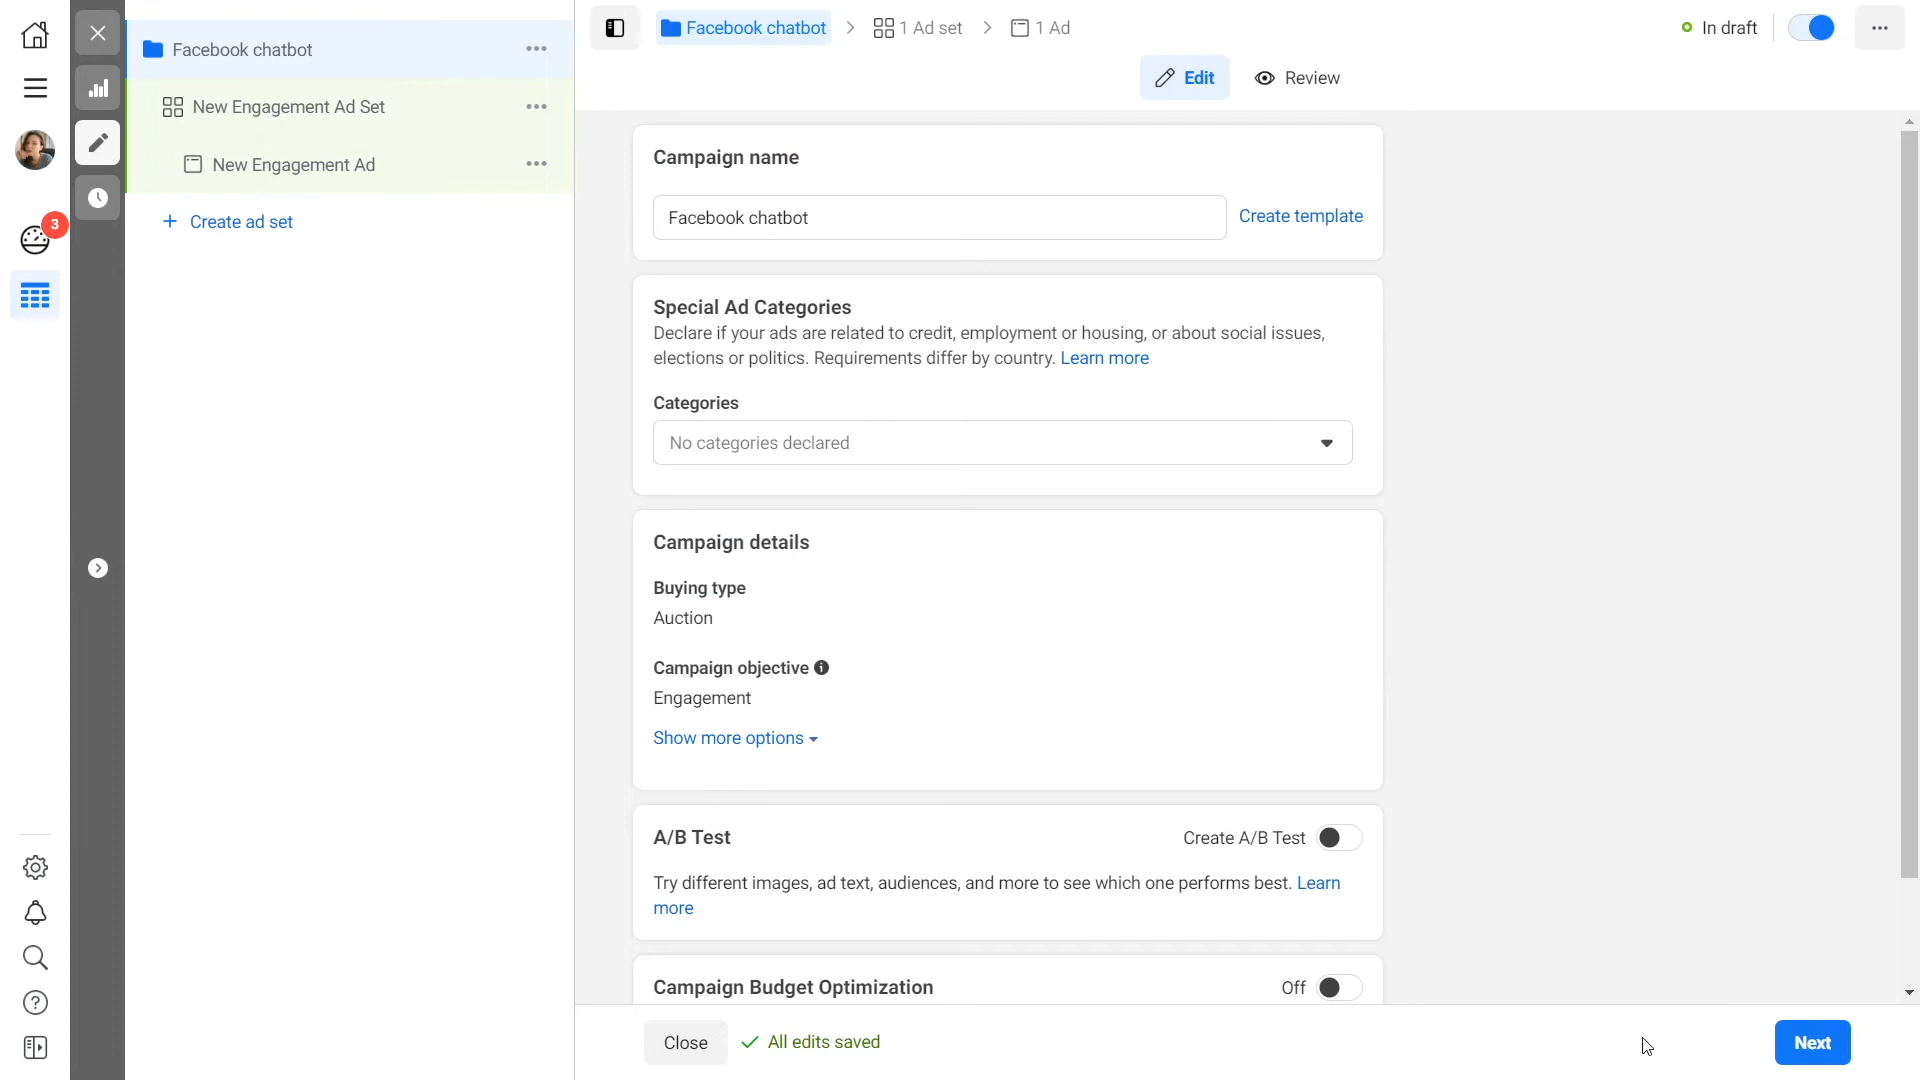 Facebook chatbot
New Engagement Ad Set
New Engagement Ad
Create ad set
3
Facebook chatbot
1 Ad set
1 Ad
In draft
Edit
Review
Campaign name
Facebook chatbot
Create template
Special Ad Categories
Declare if your ads are related to credit, employment or housing, or about social issues,
elections or politics. Requirements differ by country. Learn more
Categories
No categories declared
Campaign details
Buying type
Auction
Campaign objective
Engagement
Show more options
A/B Test
Create A/B Test
Try different images, ad text, audiences, and more to see which one performs best. Learn
more
Campaign Budget Optimization
Off
Close
All edits saved
Next